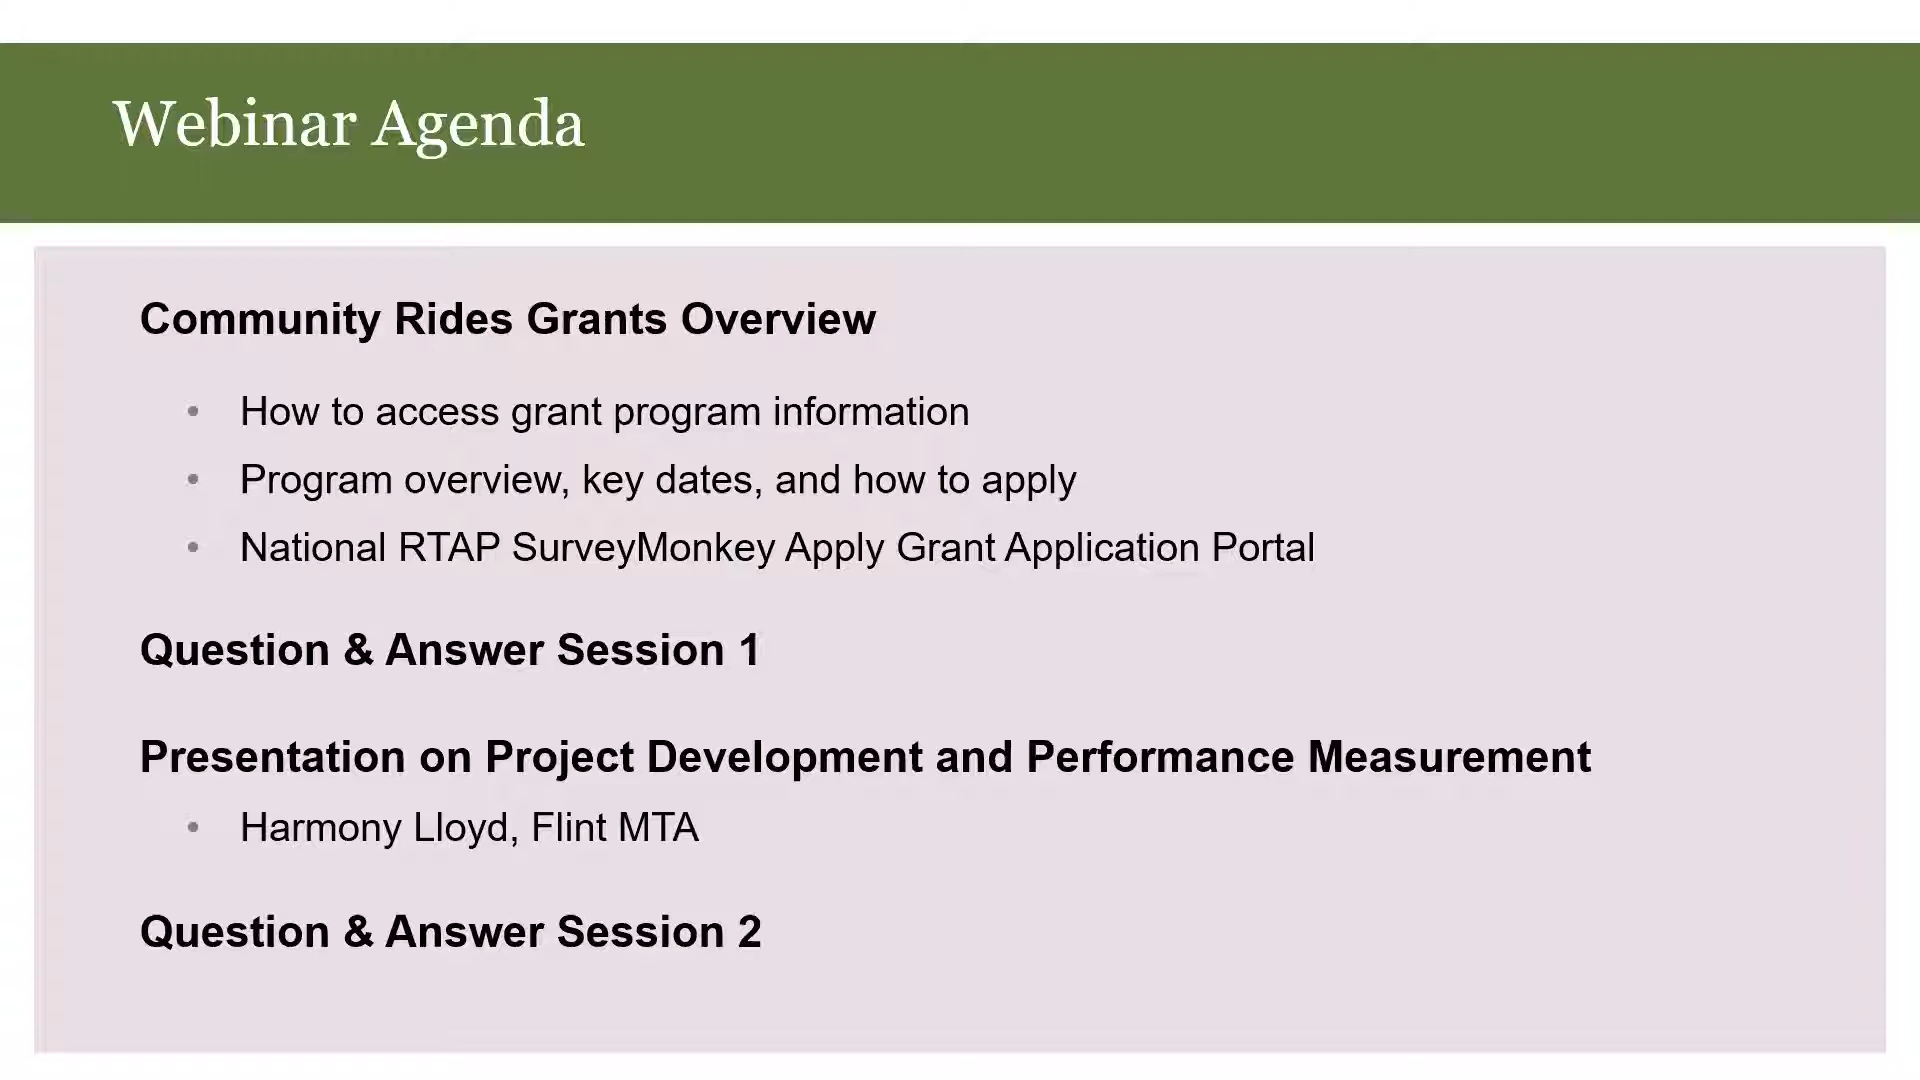 Webinar Agenda
Community Rides Grants Overview
• How to access grant program information
• Program overview, key dates, and how to apply
• National RTAP SurveyMonkey Apply Grant Application Portal
Question & Answer Session 1
Presentation on Project Development and Performance Measurement
• Harmony Lloyd, Flint MTA
Question & Answer Session 2